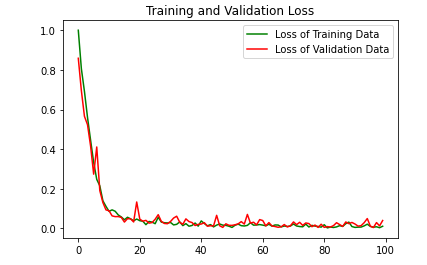 Training and Validation Loss
Loss of Training Data
Loss of Validation Data
1.0
0.8
0.6
0.4
0.2
0.0
0 20 40 60 80 100